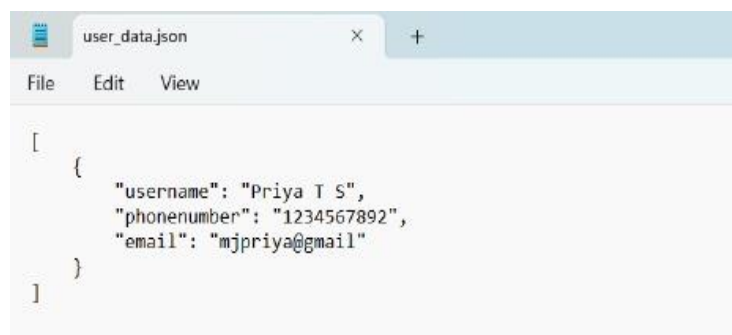 user_data.json
File Edit View
[
{
"username": "Priya T S",
"phonenumber": "1234567892",
"email": "mjpriya@gmail"
}
]